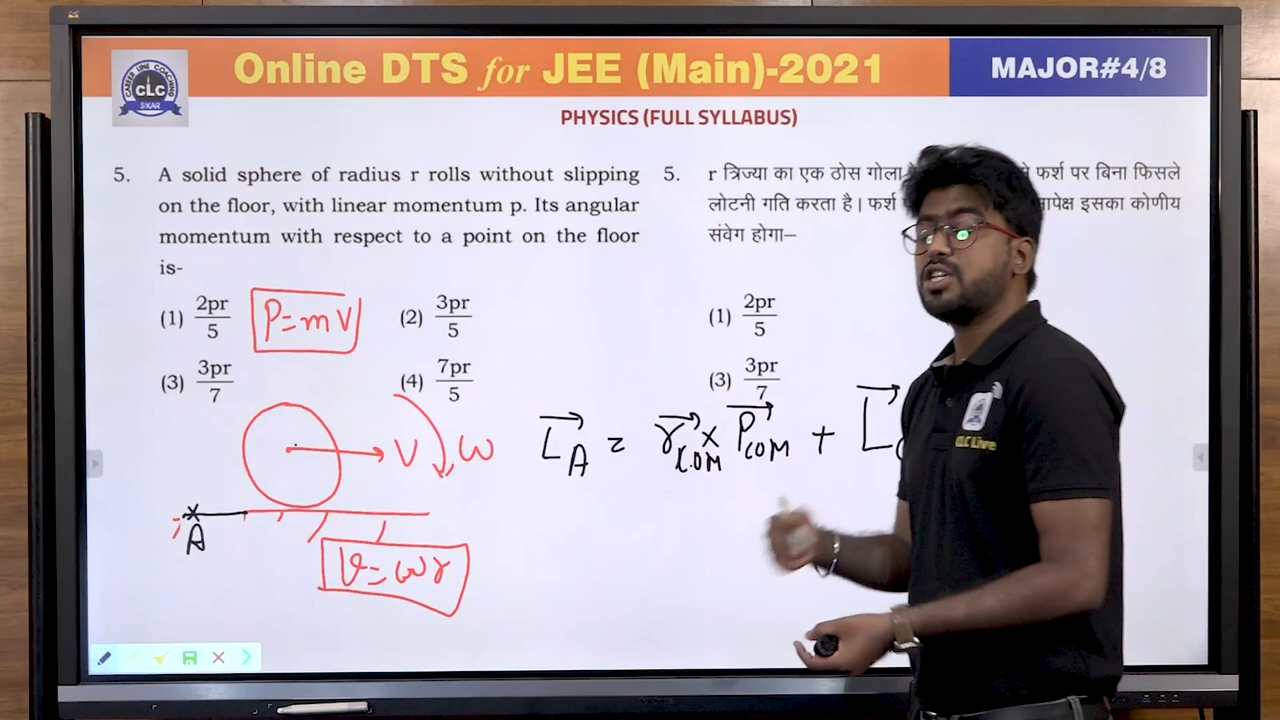 Online DTS for JEE (Main)-2021
MAJOR#4/8
CAREER LINE COACHING
CLC
SIKAR
PHYSICS (FULL SYLLABUS)
5. A solid sphere of radius r rolls without slipping
on the floor, with linear momentum p. Its angular
momentum with respect to a point on the floor
is-
(1) 2pr/5 (2) 3pr/5
(3) 3pr/7 (4) 7pr/5
P=mV
V ω
A
v=ωr
L⃗A = r⃗C.OM × P⃗COM + L⃗
5. r त्रिज्या का एक ठोस गोला फर्श पर बिना फिसले
लोटनी गति करता है। फर्श इसका कोणीय
संवेग होगा–
(1) 2pr/5
(3) 3pr/7
CLC Live